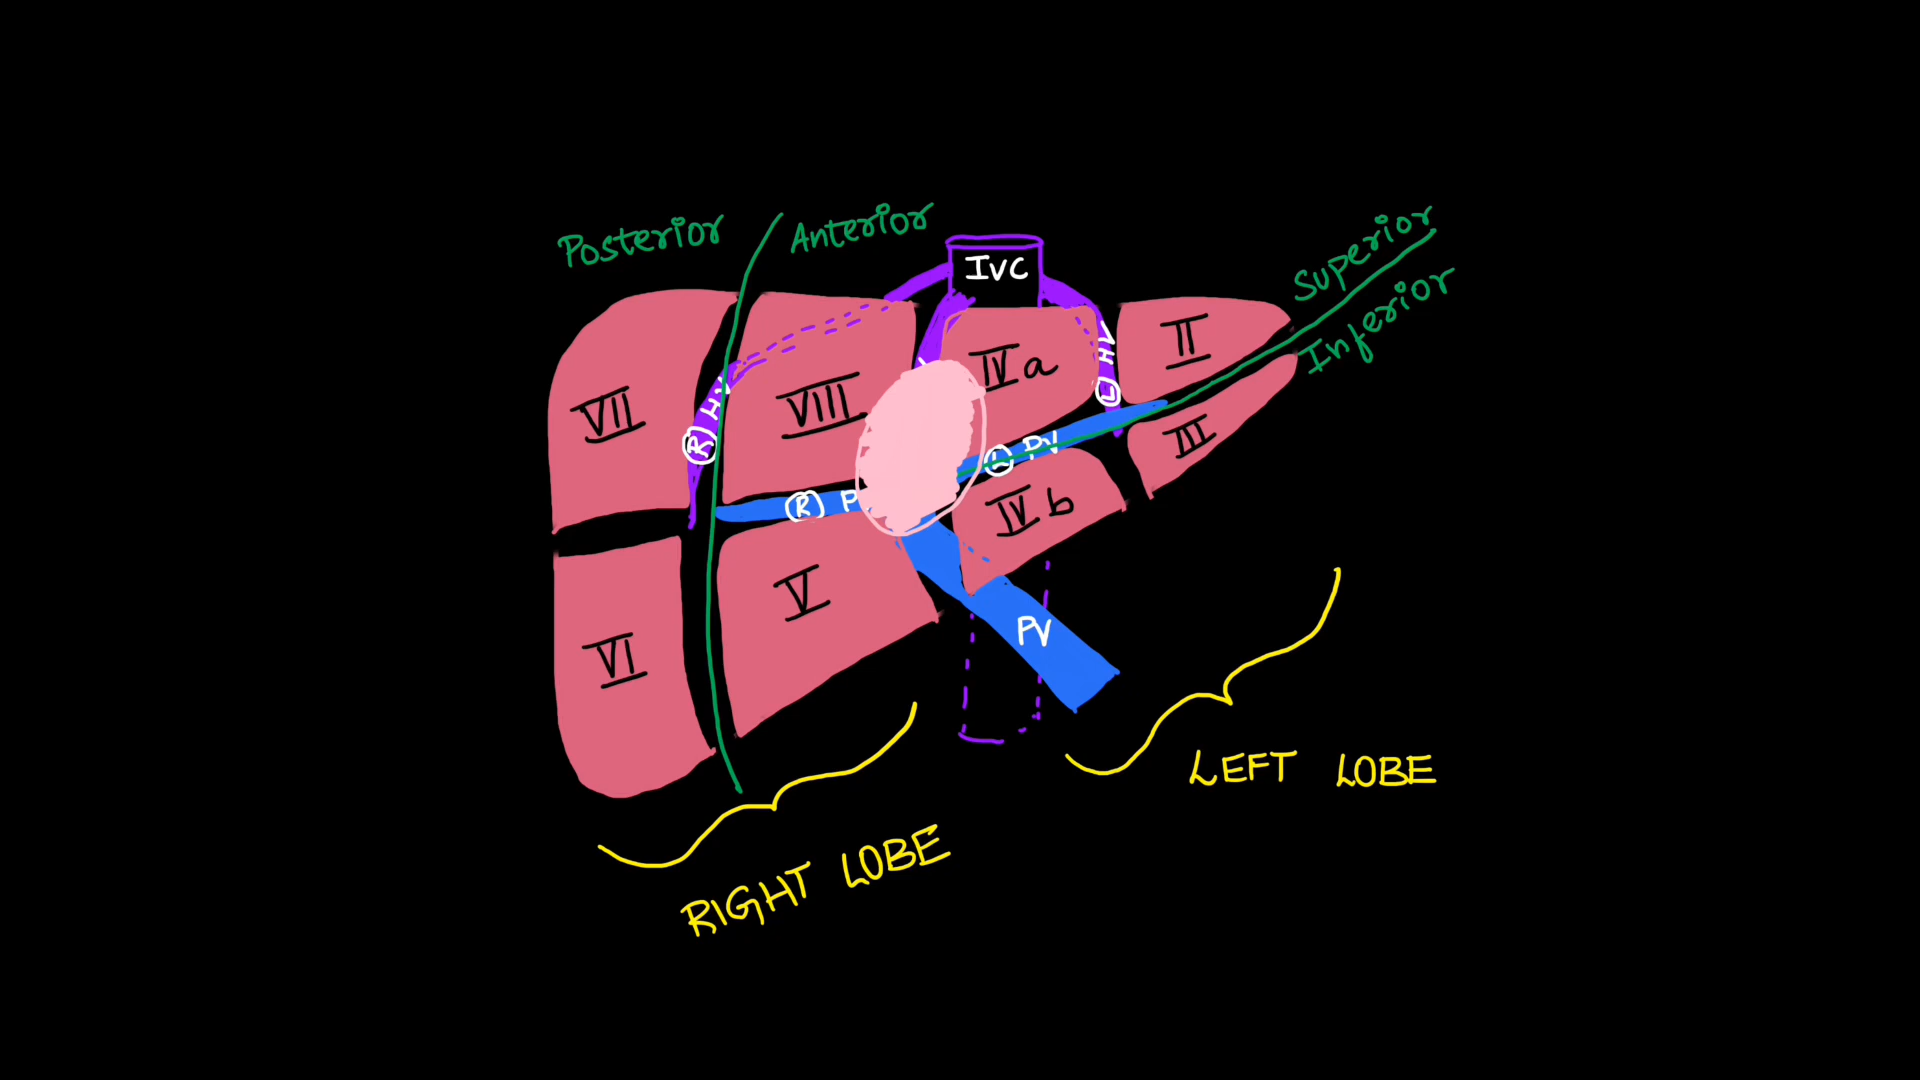 Posterior
Anterior
Superior
Inferior
IVC
VII
VIII
IVa
II
III
(R) HV
(L) HV
(R) P
(L) PV
IVb
V
VI
PV
LEFT LOBE
RIGHT LOBE